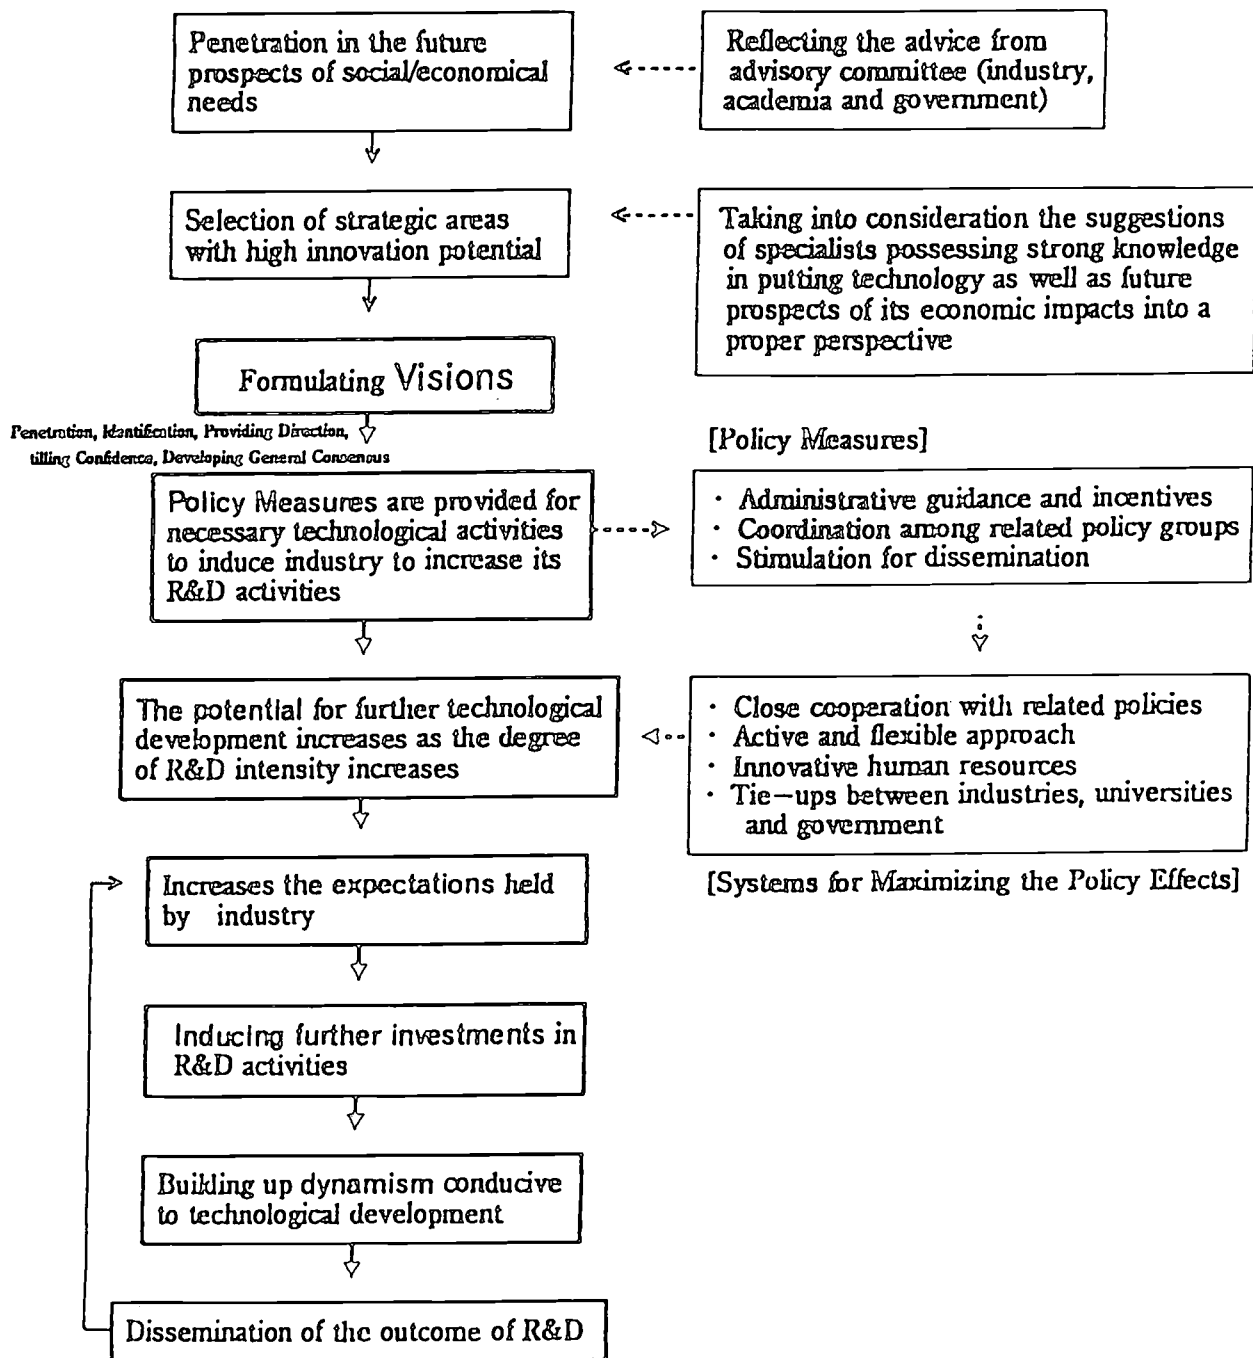 Penetration in the future
prospects of social/economical
needs
Reflecting the advice from
advisory committee (industry,
academia and government)
Selection of strategic areas
with high innovation potential
Taking into consideration the suggestions
of specialists possessing strong knowledge
in putting technology as well as future
prospects of its economic impacts into a
proper perspective
Formulating Visions
Penetration, Identification, Providing Direction,
tilling Confidence, Developing General Consensus
[Policy Measures]
Policy Measures are provided for
necessary technological activities
to induce industry to increase its
R&D activities
· Administrative guidance and incentives
· Coordination among related policy groups
· Stimulation for dissemination
The potential for further technological
development increases as the degree
of R&D intensity increases
· Close cooperation with related policies
· Active and flexible approach
· Innovative human resources
· Tie-ups between industries, universities
and government
[Systems for Maximizing the Policy Effects]
Increases the expectations held
by industry
Inducing further investments in
R&D activities
Building up dynamism conducive
to technological development
Dissemination of the outcome of R&D